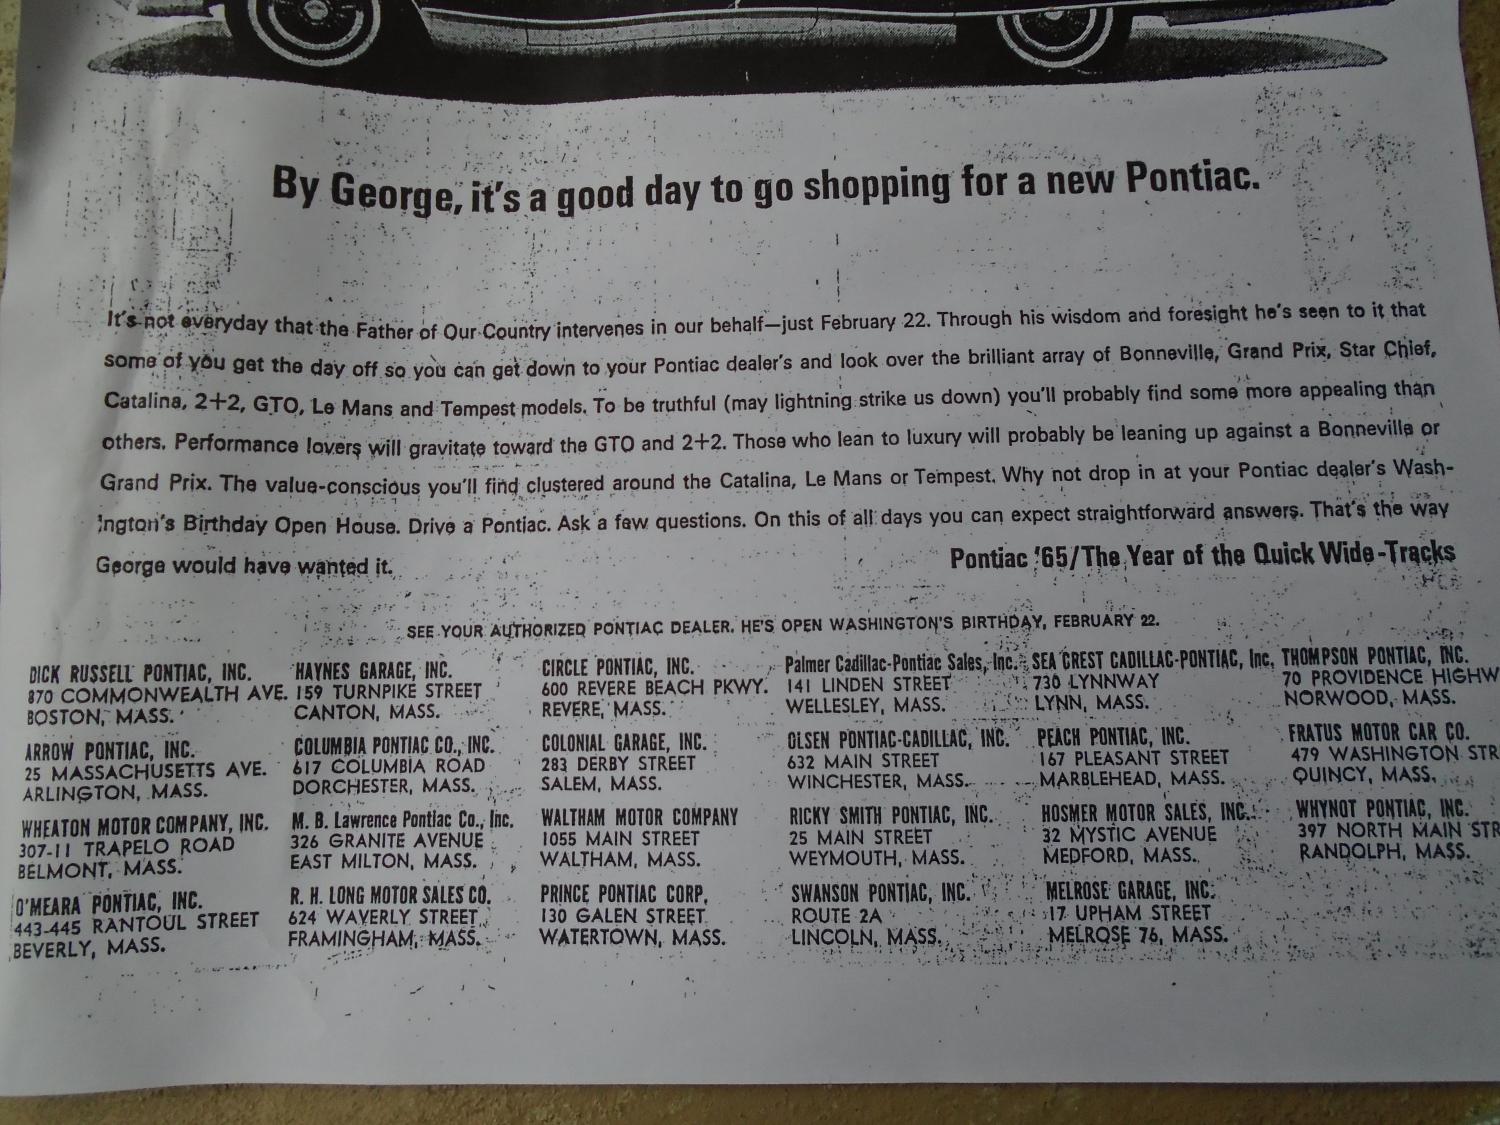 By George, it's a good day to go shopping for a new Pontiac.
It's not everyday that the Father of Our Country intervenes in our behalf—just February 22. Through his wisdom and foresight he's seen to it that
some of you get the day off so you can get down to your Pontiac dealer's and look over the brilliant array of Bonneville, Grand Prix, Star Chief,
Catalina, 2+2, GTO, Le Mans and Tempest models. To be truthful (may lightning strike us down) you'll probably find some more appealing than
others. Performance lovers will gravitate toward the GTO and 2+2. Those who lean to luxury will probably be leaning up against a Bonneville or
Grand Prix. The value-conscious you'll find clustered around the Catalina, Le Mans or Tempest. Why not drop in at your Pontiac dealer's Wash-
ington's Birthday Open House. Drive a Pontiac. Ask a few questions. On this of all days you can expect straightforward answers. That's the way
George would have wanted it.
Pontiac '65/The Year of the Quick Wide-Tracks
SEE YOUR AUTHORIZED PONTIAC DEALER. HE'S OPEN WASHINGTON'S BIRTHDAY, FEBRUARY 22.
DICK RUSSELL PONTIAC, INC.
870 COMMONWEALTH AVE.
BOSTON, MASS.
ARROW PONTIAC, INC.
25 MASSACHUSETTS AVE.
ARLINGTON, MASS.
WHEATON MOTOR COMPANY, INC.
307-11 TRAPELO ROAD
BELMONT, MASS.
O'MEARA PONTIAC, INC.
443-445 RANTOUL STREET
BEVERLY, MASS.
HAYNES GARAGE, INC.
159 TURNPIKE STREET
CANTON, MASS.
COLUMBIA PONTIAC CO., INC.
617 COLUMBIA ROAD
DORCHESTER, MASS.
M. B. Lawrence Pontiac Co., Inc.
326 GRANITE AVENUE
EAST MILTON, MASS.
R. H. LONG MOTOR SALES CO.
624 WAVERLY STREET
FRAMINGHAM, MASS.
CIRCLE PONTIAC, INC.
600 REVERE BEACH PKWY.
REVERE, MASS.
COLONIAL GARAGE, INC.
283 DERBY STREET
SALEM, MASS.
WALTHAM MOTOR COMPANY
1055 MAIN STREET
WALTHAM, MASS.
PRINCE PONTIAC CORP.
130 GALEN STREET
WATERTOWN, MASS.
Palmer Cadillac-Pontiac Sales, Inc.
141 LINDEN STREET
WELLESLEY, MASS.
OLSEN PONTIAC-CADILLAC, INC.
632 MAIN STREET
WINCHESTER, MASS.
RICKY SMITH PONTIAC, INC.
25 MAIN STREET
WEYMOUTH, MASS.
SWANSON PONTIAC, INC.
ROUTE 2A
LINCOLN, MASS.
SEA CREST CADILLAC-PONTIAC, Inc.
730 LYNNWAY
LYNN, MASS.
PEACH PONTIAC, INC.
167 PLEASANT STREET
MARBLEHEAD, MASS.
HOSMER MOTOR SALES, INC.
32 MYSTIC AVENUE
MEDFORD, MASS.
MELROSE GARAGE, INC.
17 UPHAM STREET
MELROSE 76, MASS.
THOMPSON PONTIAC, INC.
70 PROVIDENCE HIGHW
NORWOOD, MASS.
FRATUS MOTOR CAR CO.
479 WASHINGTON STR
QUINCY, MASS.
WHYNOT PONTIAC, INC.
397 NORTH MAIN STR
RANDOLPH, MASS.